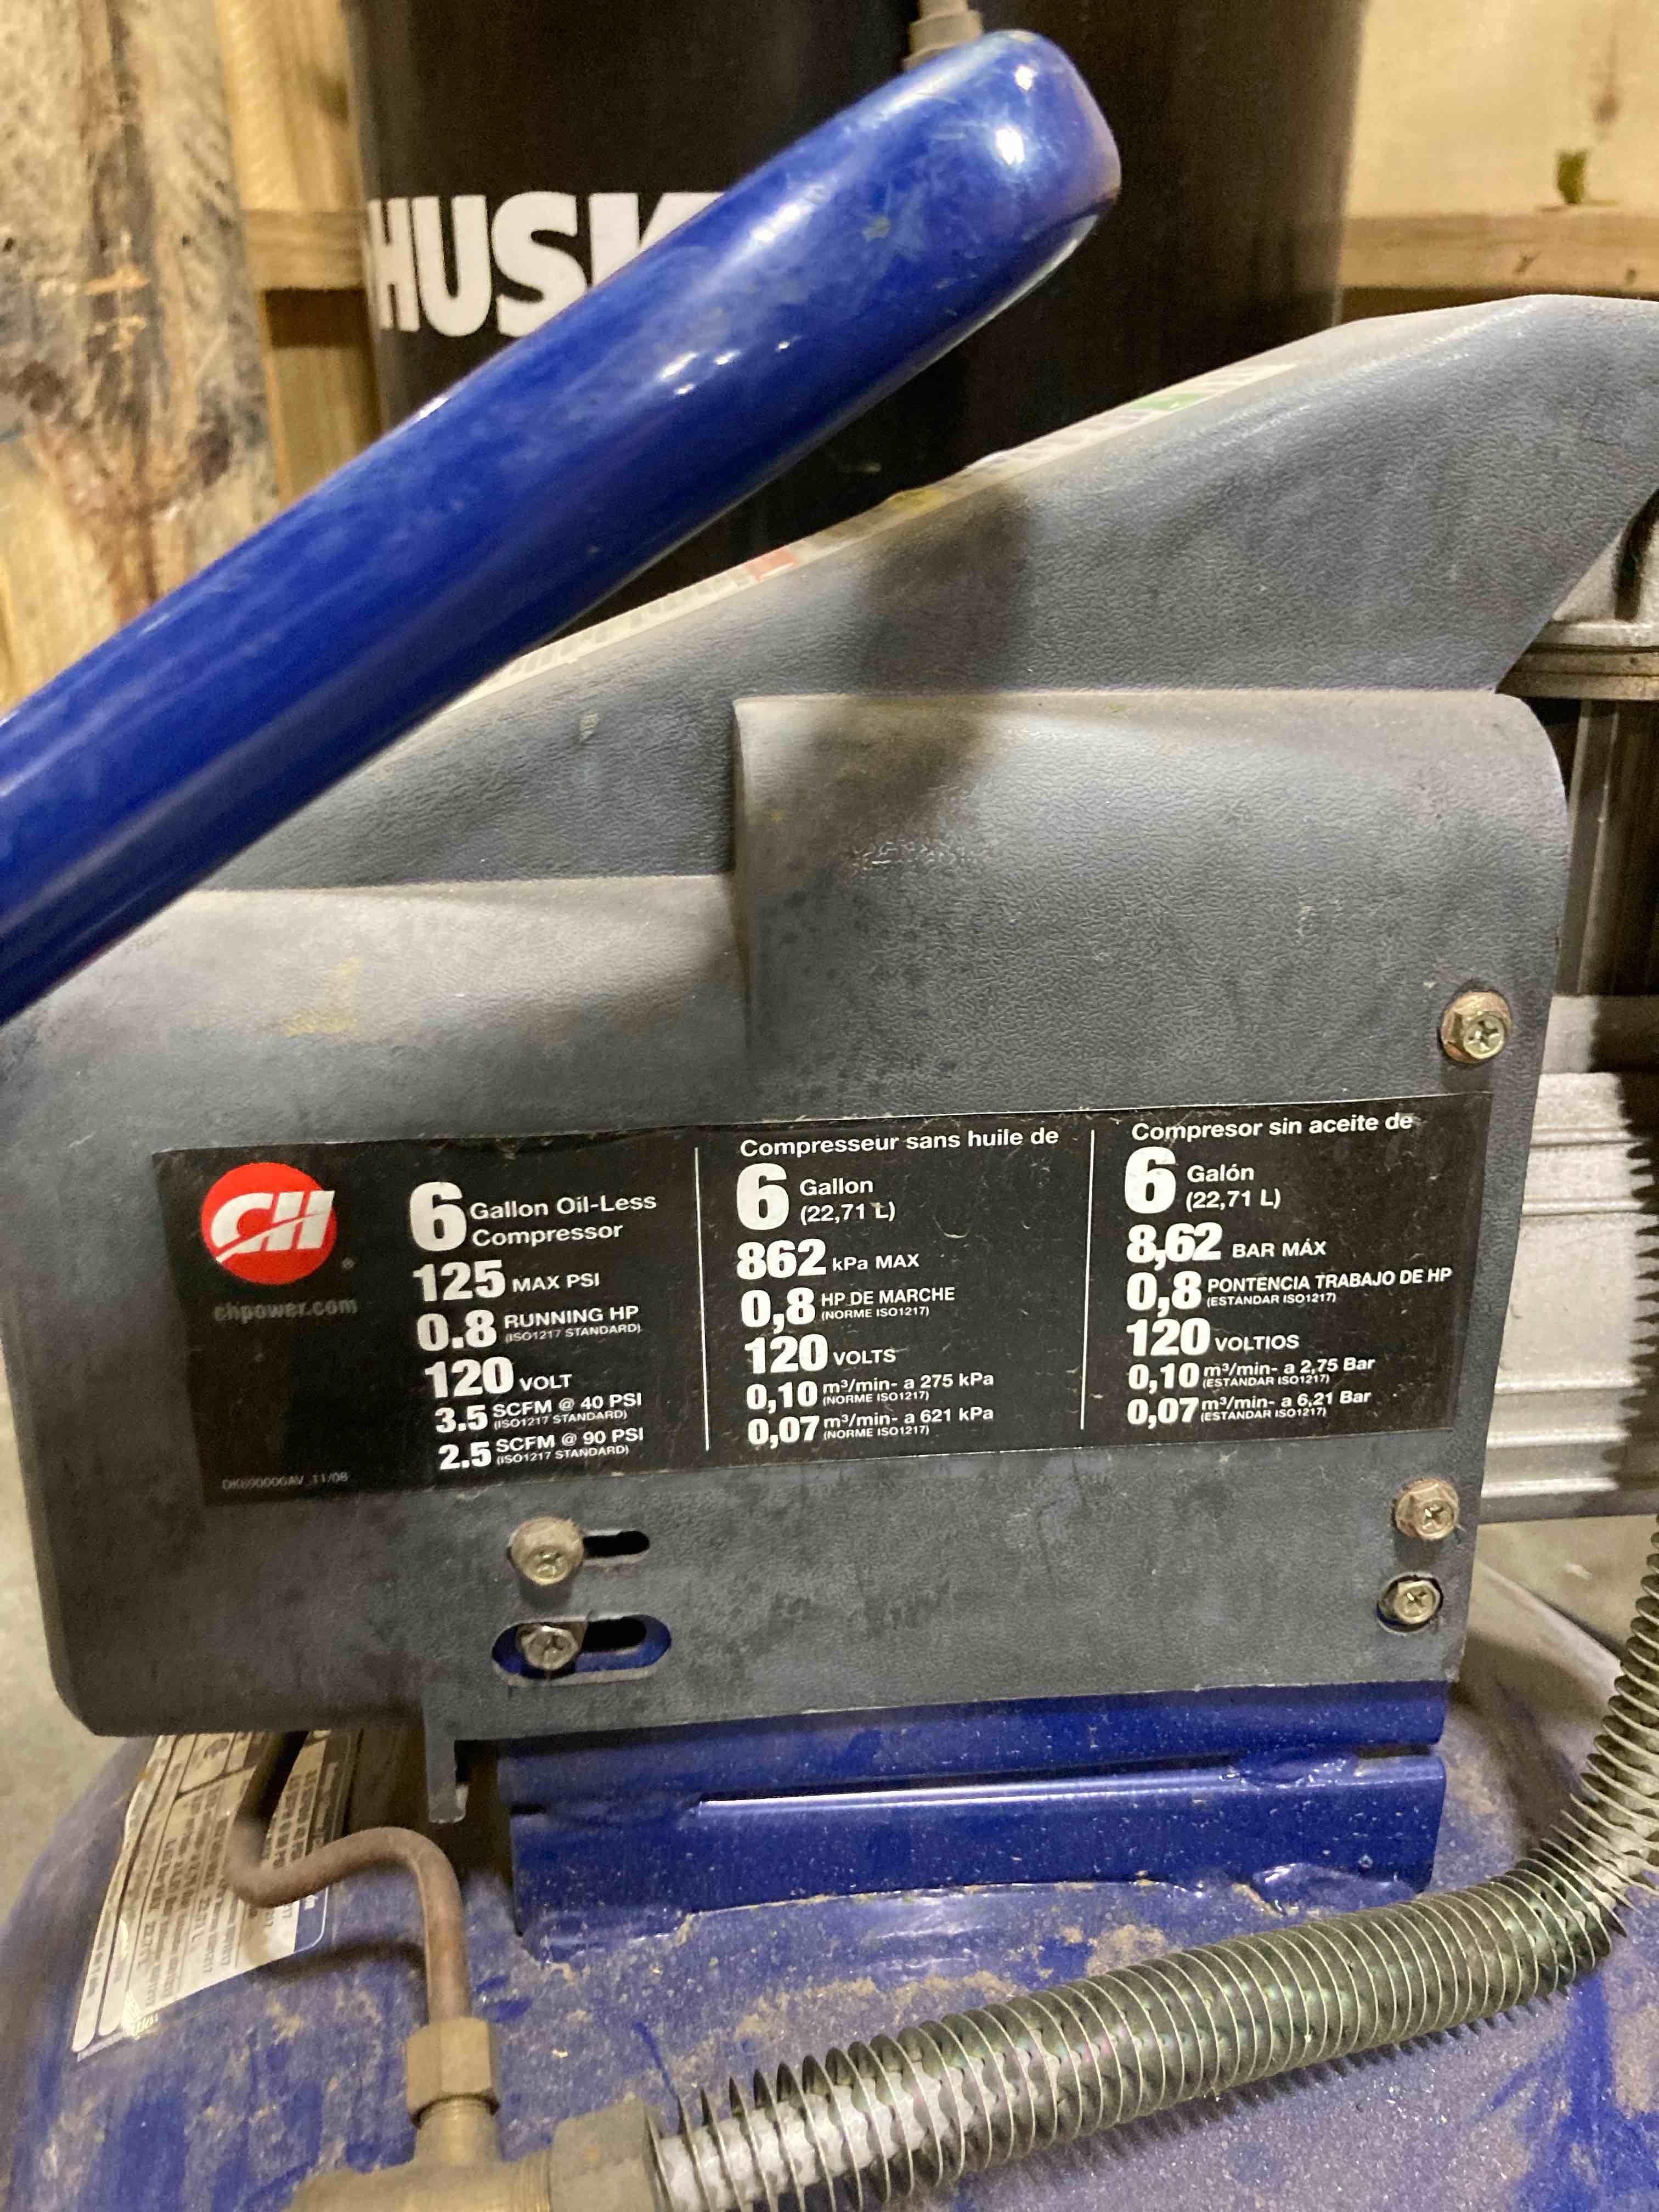 HUSK
CH
®
chpower.com
6 Gallon Oil-Less
Compressor
125 MAX PSI
0.8 RUNNING HP
(ISO1217 STANDARD)
120 VOLT
3.5 SCFM @ 40 PSI
(ISO1217 STANDARD)
2.5 SCFM @ 90 PSI
(ISO1217 STANDARD)
11/08
Compresseur sans huile de
6 Gallon
(22,71 L)
862 kPa MAX
0,8 HP DE MARCHE
(NORME ISO1217)
120 VOLTS
0,10 m³/min- a 275 kPa
(NORME ISO1217)
0,07 m³/min- a 621 kPa
(NORME ISO1217)
Compresor sin aceite de
6 Galón
(22,71 L)
8,62 BAR MÁX
0,8 PONTENCIA TRABAJO DE HP
(ESTANDAR ISO1217)
120 VOLTIOS
0,10 m³/min- a 2,75 Bar
(ESTANDAR ISO1217)
0,07 m³/min- a 6,21 Bar
(ESTANDAR ISO1217)